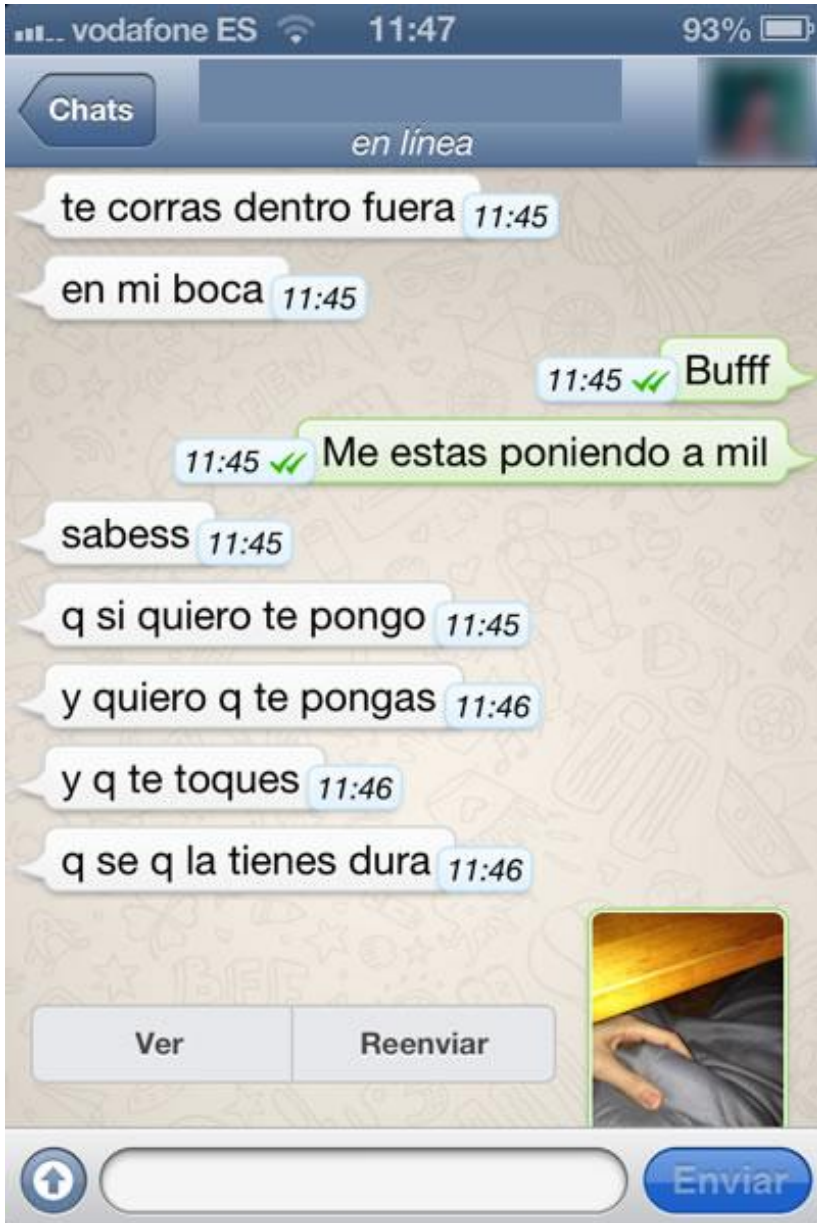 vodafone ES 11:47 93%
Chats
en línea
te corras dentro fuera 11:45
en mi boca 11:45
11:45 Bufff
11:45 Me estas poniendo a mil
sabess 11:45
q si quiero te pongo 11:45
y quiero q te pongas 11:46
y q te toques 11:46
q se q la tienes dura 11:46
Ver Reenviar
Enviar